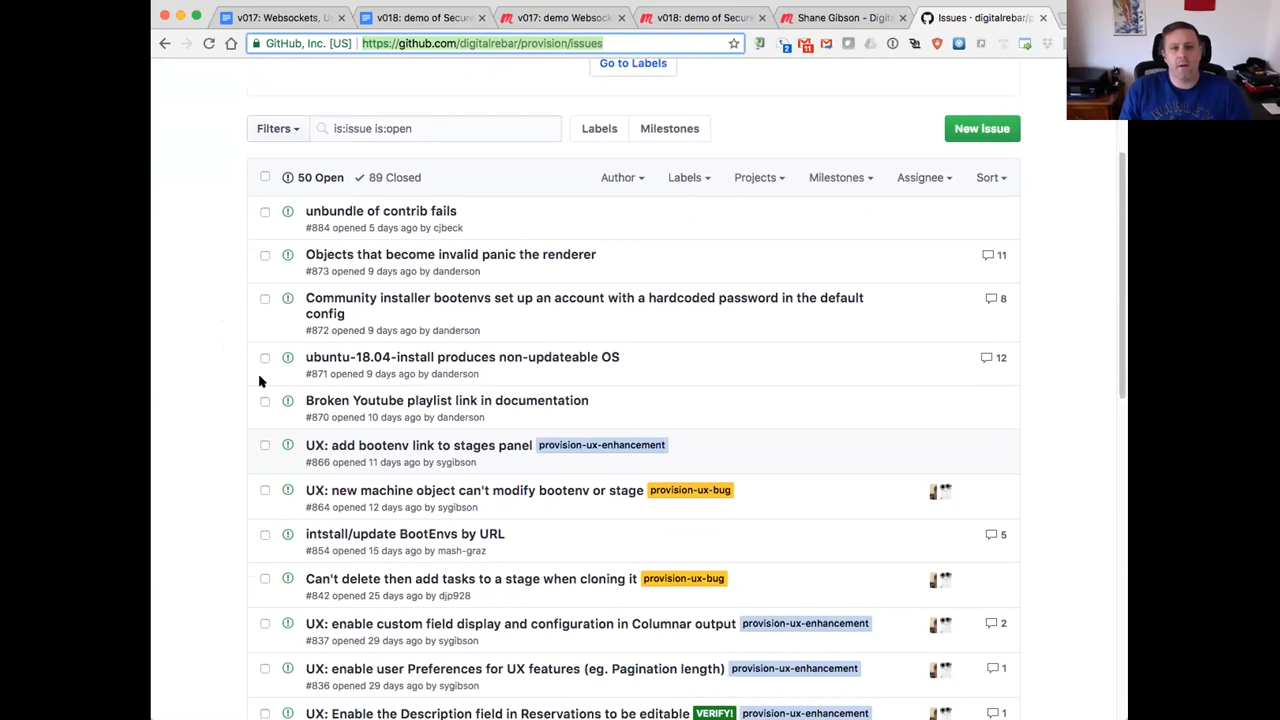 v017: Websockets, U
v018: demo of Secure
v017: demo Websock
v018: demo of Secure
Shane Gibson - Digita
Issues · digitalrebar/p
GitHub, Inc. [US]
https://github.com/digitalrebar/provision/issues
2
11
Go to Labels
Filters
is:issue is:open
Labels
Milestones
New issue
50 Open
89 Closed
Author
Labels
Projects
Milestones
Assignee
Sort
unbundle of contrib fails
#884 opened 5 days ago by cjbeck
Objects that become invalid panic the renderer
11
#873 opened 9 days ago by danderson
Community installer bootenvs set up an account with a hardcoded password in the default
8
config
#872 opened 9 days ago by danderson
ubuntu-18.04-install produces non-updateable OS
12
#871 opened 9 days ago by danderson
Broken Youtube playlist link in documentation
#870 opened 10 days ago by danderson
UX: add bootenv link to stages panel provision-ux-enhancement
#866 opened 11 days ago by sygibson
UX: new machine object can't modify bootenv or stage provision-ux-bug
#864 opened 12 days ago by sygibson
intstall/update BootEnvs by URL
5
#854 opened 15 days ago by mash-graz
Can't delete then add tasks to a stage when cloning it provision-ux-bug
#842 opened 25 days ago by djp928
UX: enable custom field display and configuration in Columnar output provision-ux-enhancement
2
#837 opened 29 days ago by sygibson
UX: enable user Preferences for UX features (eg. Pagination length) provision-ux-enhancement
1
#836 opened 29 days ago by sygibson
UX: Enable the Description field in Reservations to be editable VERIFY! provision-ux-enhancement
1